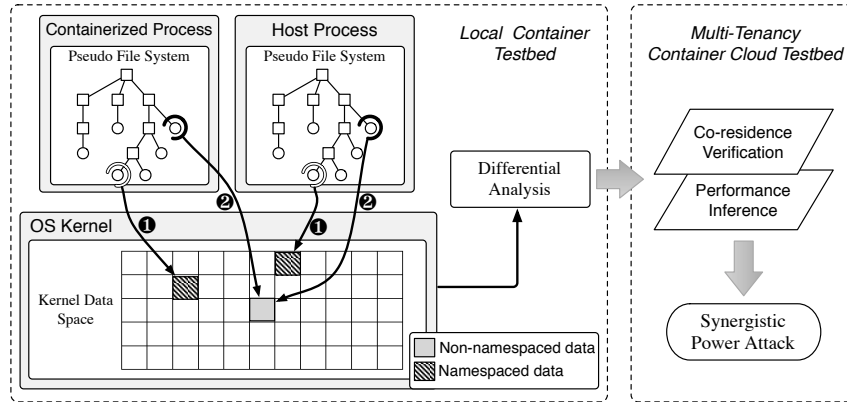 Containerized Process
Pseudo File System
Host Process
Pseudo File System
Local Container
Testbed
Multi-Tenancy
Container Cloud Testbed
Co-residence
Verification
Performance
Inference
Differential
Analysis
❶
❷
❶
❷
OS Kernel
Kernel Data
Space
Non-namespaced data
Namespaced data
Synergistic
Power Attack